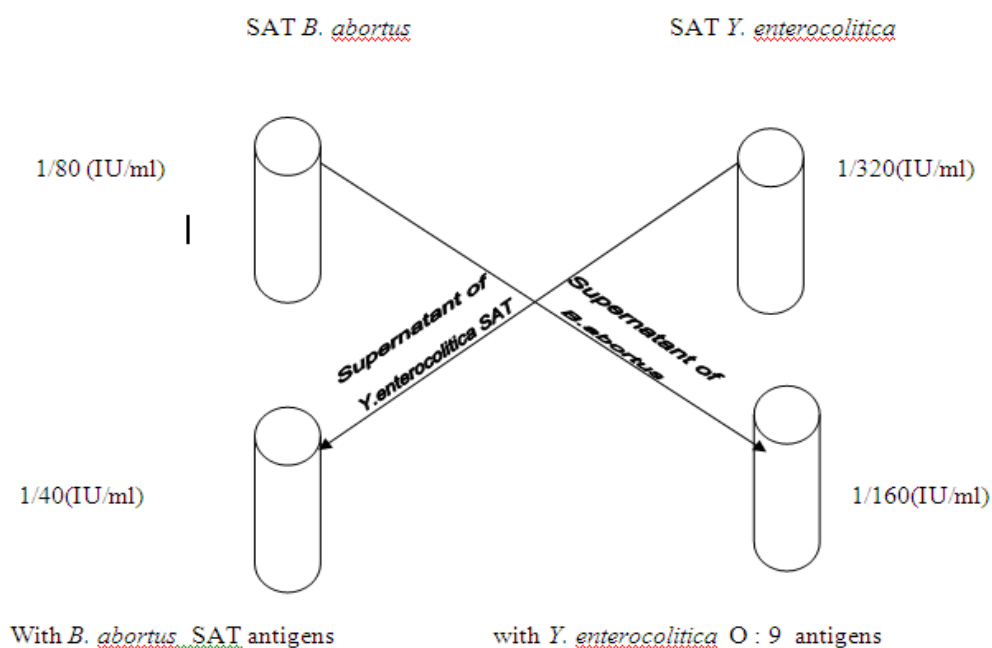 SAT B. abortus
SAT Y. enterocolitica
1/80 (IU/ml)
1/320(IU/ml)
Supernatant of
Y.enterocolitica SAT
Supernatant of
B.abortus
1/40(IU/ml)
1/160(IU/ml)
With B. abortus SAT antigens
with Y. enterocolitica O : 9 antigens